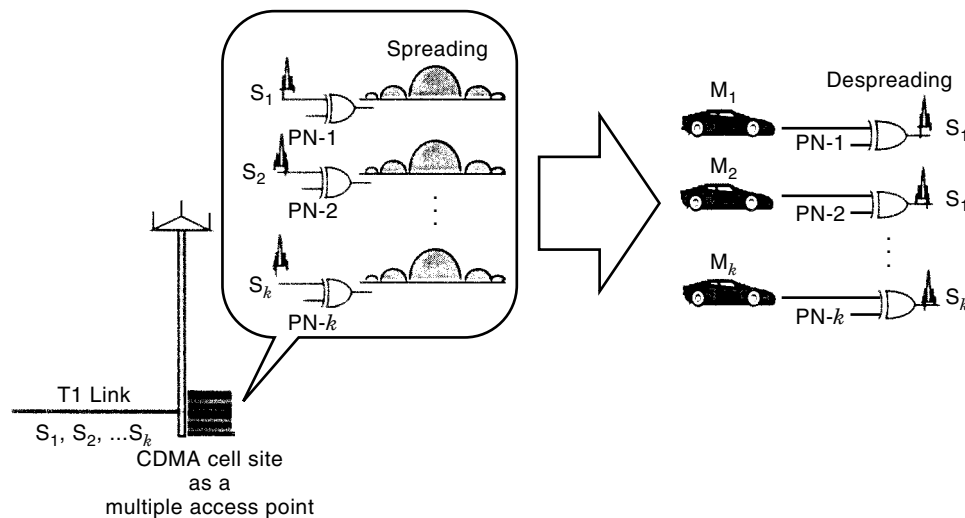 Spreading
S1
PN-1
S2
PN-2
Sk
PN-k
M1
Despreading
PN-1
S1
M2
PN-2
S1
Mk
PN-k
Sk
T1 Link
S1, S2, ...Sk
CDMA cell site
as a
multiple access point